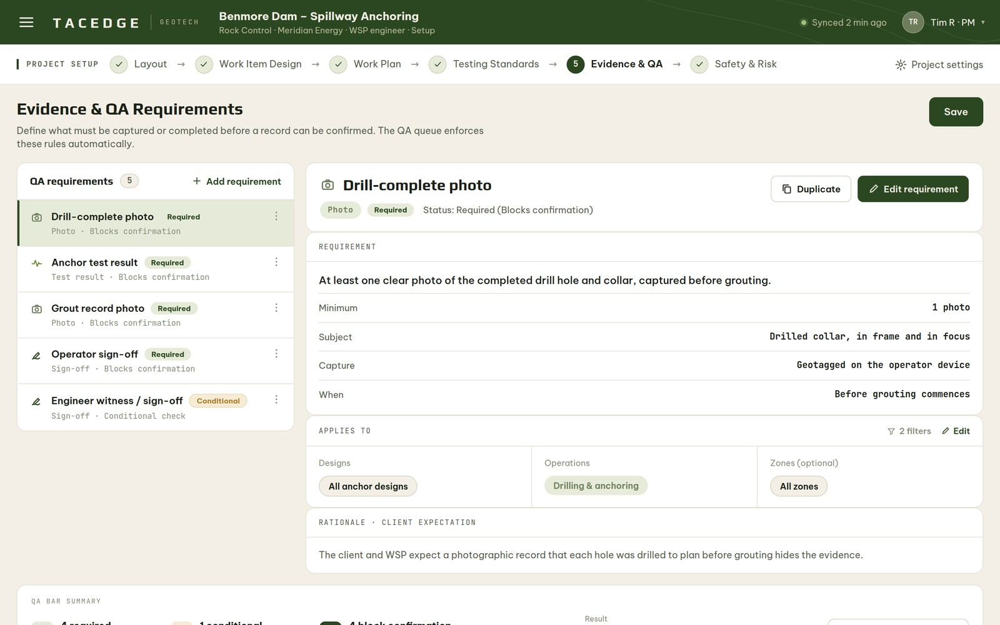 TACEDGE
GEOTECH
Benmore Dam – Spillway Anchoring
Rock Control · Meridian Energy · WSP engineer · Setup
Synced 2 min ago
TR
Tim R · PM
PROJECT SETUP
Layout → Work Item Design → Work Plan → Testing Standards → 5 Evidence & QA → Safety & Risk
Project settings
Evidence & QA Requirements
Save
Define what must be captured or completed before a record can be confirmed. The QA queue enforces
these rules automatically.
QA requirements 5
+ Add requirement
Drill-complete photo Required
Photo · Blocks confirmation
Anchor test result Required
Test result · Blocks confirmation
Grout record photo Required
Photo · Blocks confirmation
Operator sign-off Required
Sign-off · Blocks confirmation
Engineer witness / sign-off Conditional
Sign-off · Conditional check
Drill-complete photo
Duplicate
Edit requirement
Photo Required Status: Required (Blocks confirmation)
REQUIREMENT
At least one clear photo of the completed drill hole and collar, captured before grouting.
Minimum 1 photo
Subject Drilled collar, in frame and in focus
Capture Geotagged on the operator device
When Before grouting commences
APPLIES TO
2 filters
Edit
Designs
All anchor designs
Operations
Drilling & anchoring
Zones (optional)
All zones
RATIONALE · CLIENT EXPECTATION
The client and WSP expect a photographic record that each hole was drilled to plan before grouting hides the evidence.
QA BAR SUMMARY
4 required
1 conditional
4 block confirmation
Result